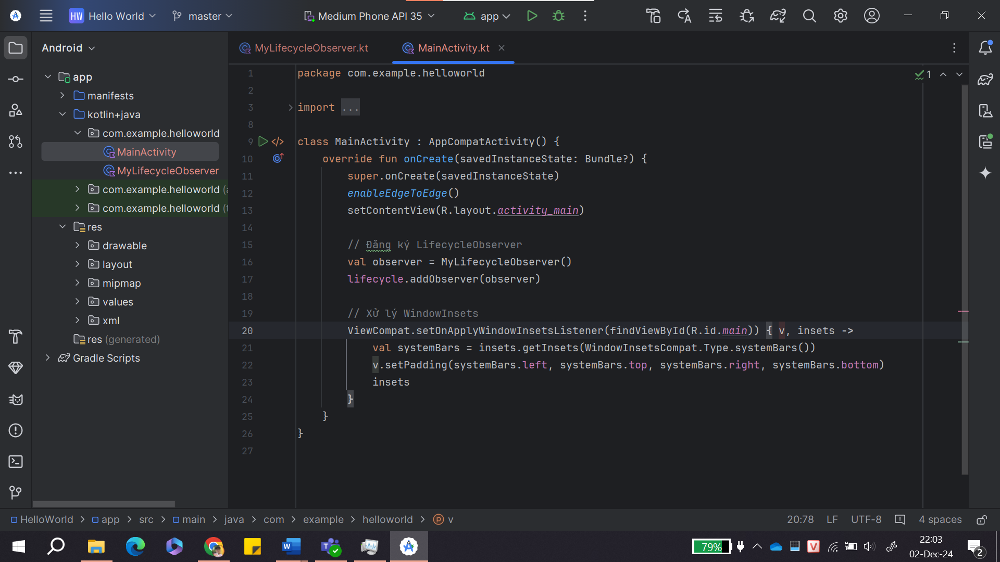 HW Hello World master Medium Phone API 35 app
Android
MyLifecycleObserver.kt MainActivity.kt
app
manifests
kotlin+java
com.example.helloworld
MainActivity
MyLifecycleObserver
com.example.helloworld
com.example.helloworld
res
drawable
layout
mipmap
values
xml
res (generated)
Gradle Scripts
1 package com.example.helloworld
2
3 import ...
8
9 class MainActivity : AppCompatActivity() {
10 override fun onCreate(savedInstanceState: Bundle?) {
11 super.onCreate(savedInstanceState)
12 enableEdgeToEdge()
13 setContentView(R.layout.activity_main)
14
15 // Đăng ký LifecycleObserver
16 val observer = MyLifecycleObserver()
17 lifecycle.addObserver(observer)
18
19 // Xử lý WindowInsets
20 ViewCompat.setOnApplyWindowInsetsListener(findViewById(R.id.main)) { v, insets ->
21 val systemBars = insets.getInsets(WindowInsetsCompat.Type.systemBars())
22 v.setPadding(systemBars.left, systemBars.top, systemBars.right, systemBars.bottom)
23 insets
24 }
25 }
26 }
27
1
HelloWorld > app > src > main > java > com > example > helloworld > v
20:78 LF UTF-8 4 spaces
79%
22:03
02-Dec-24
2